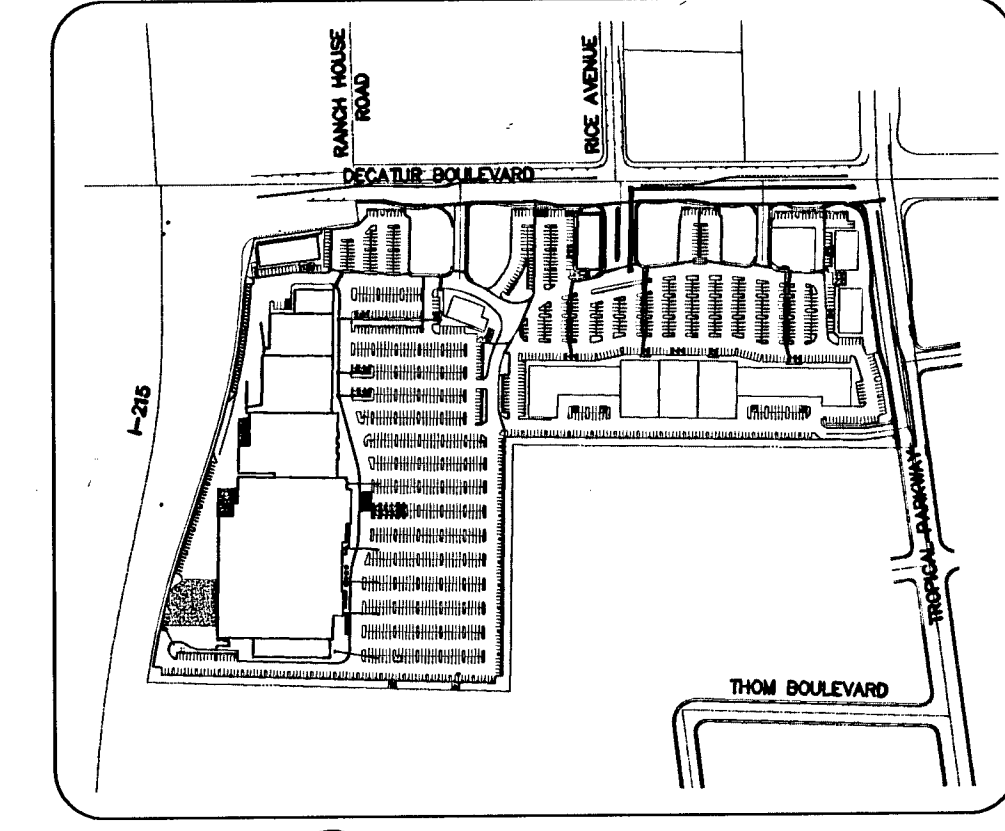 RANCH HOUSE
ROAD
RICE AVENUE
DECATUR BOULEVARD
I-215
TROPICAL PARKWAY
THOM BOULEVARD